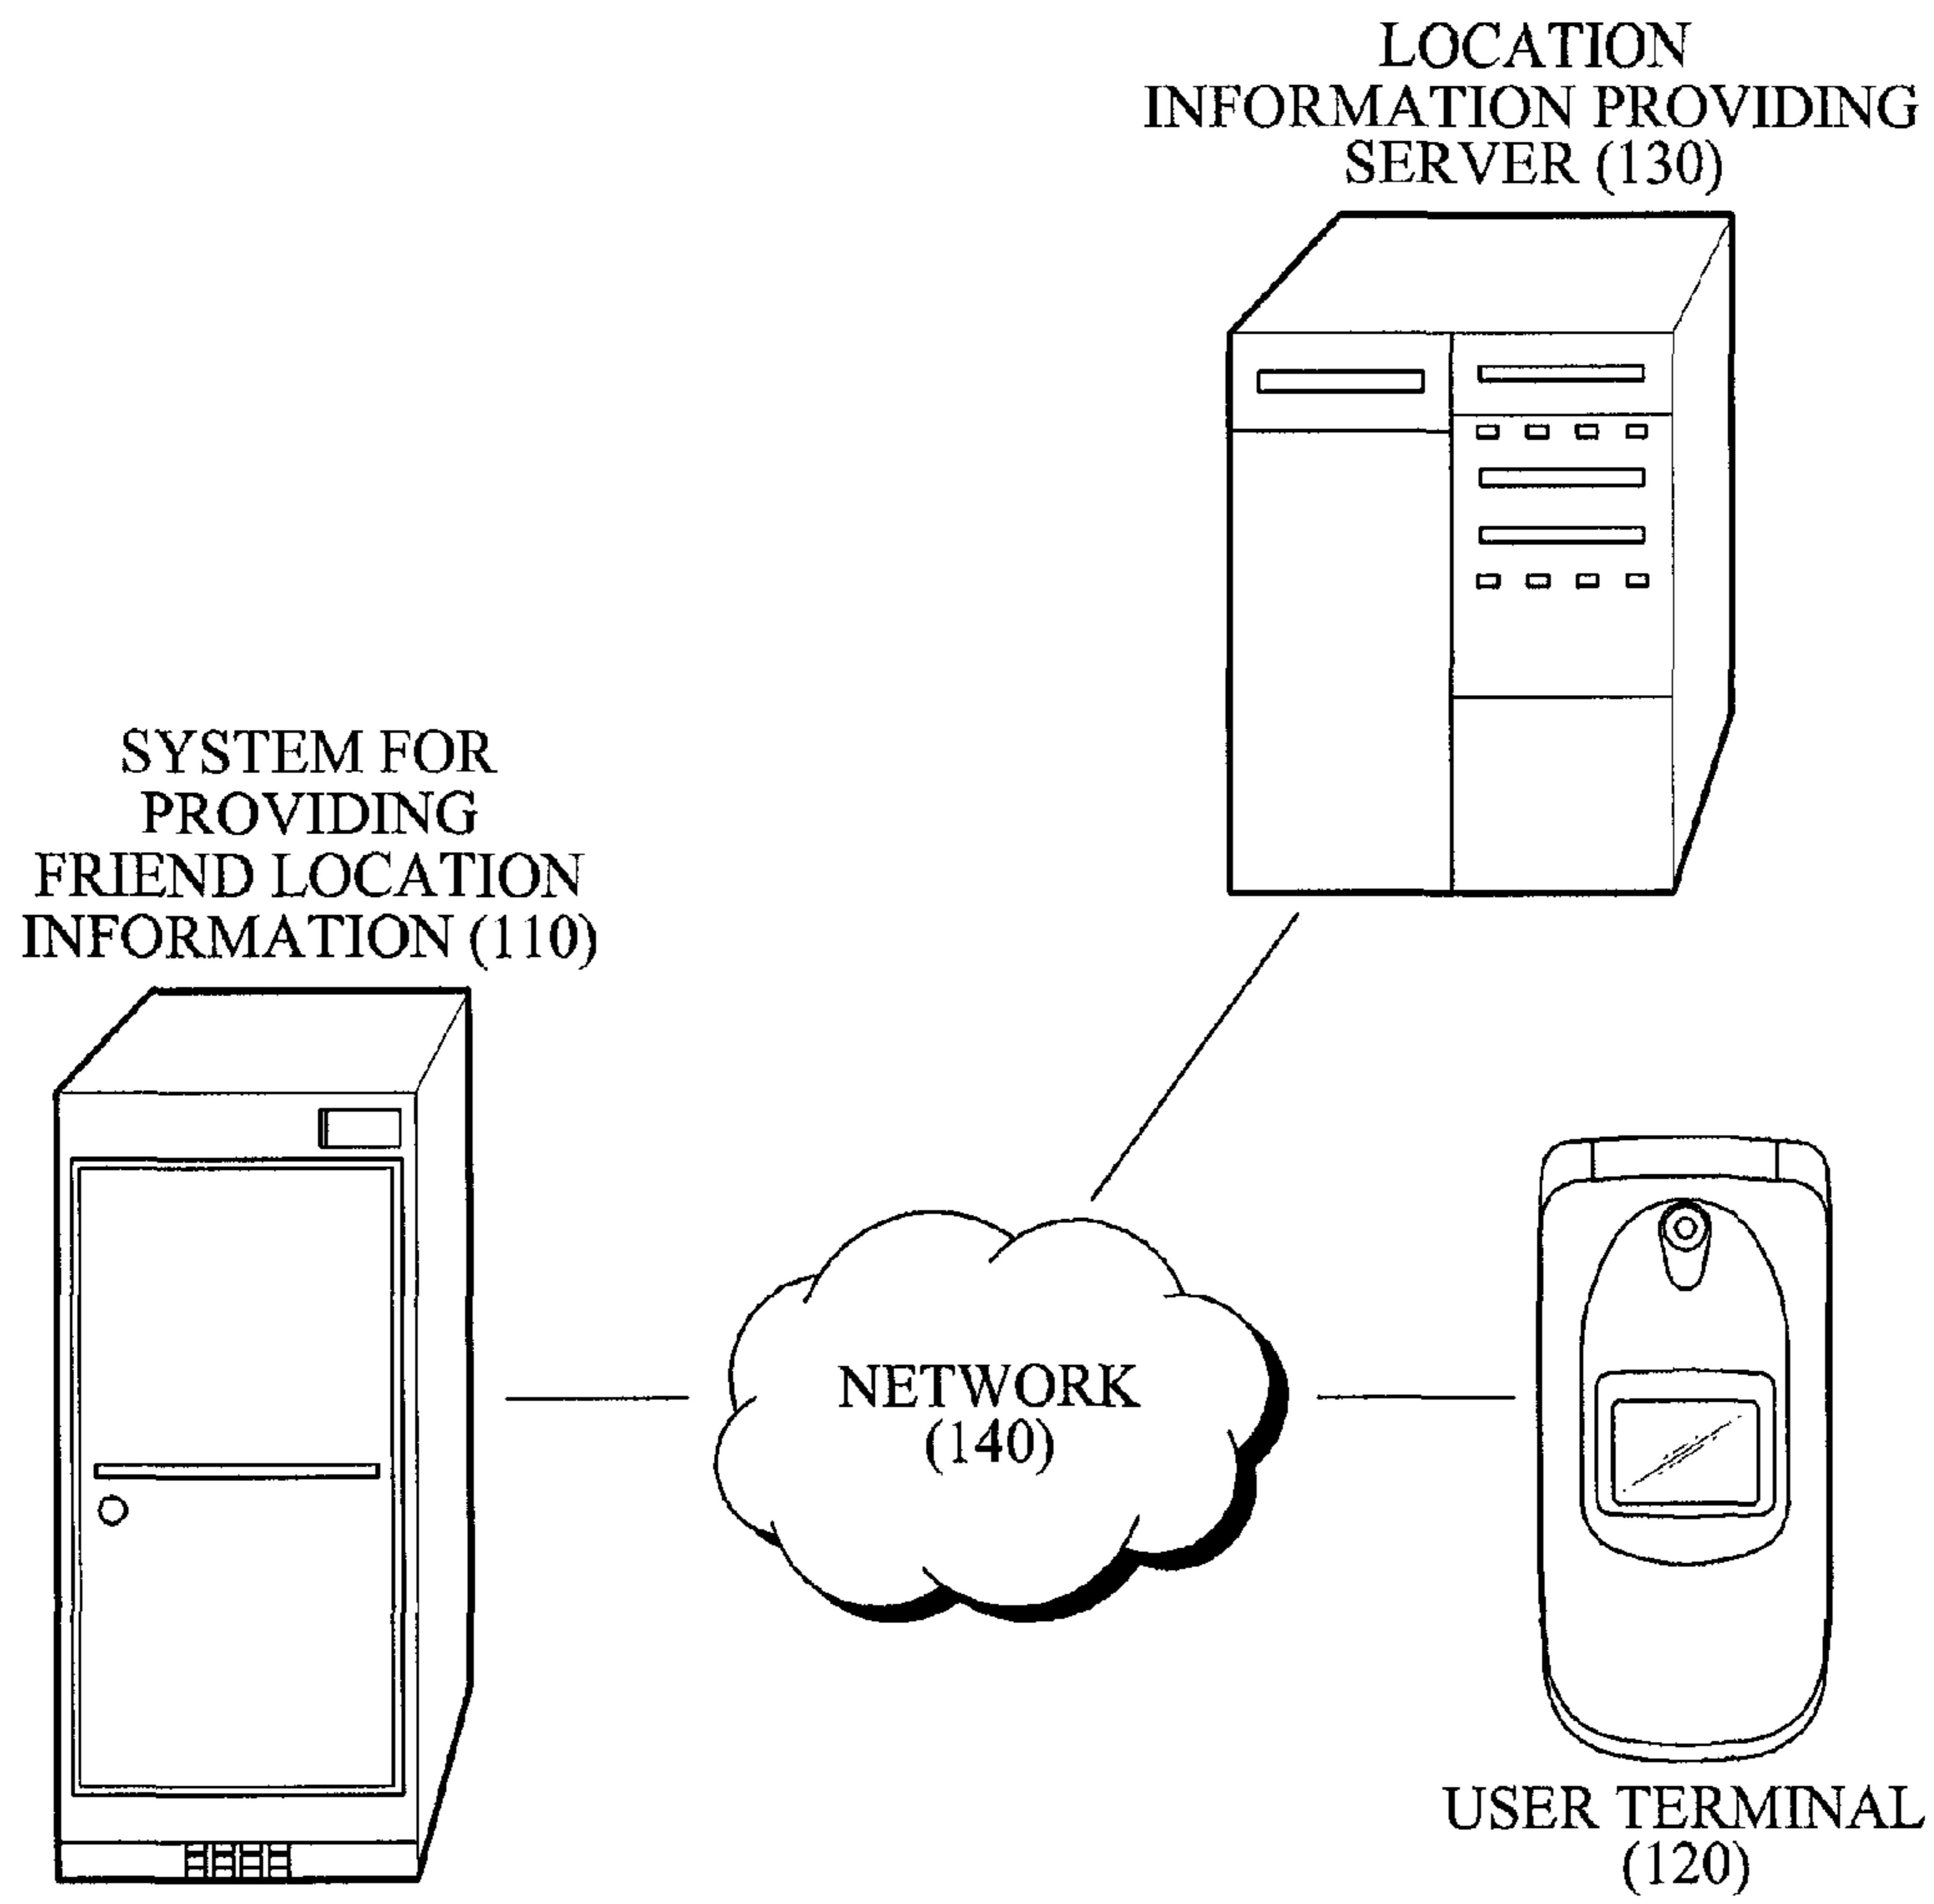 LOCATION
INFORMATION PROVIDING
SERVER (130)
SYSTEM FOR
PROVIDING
FRIEND LOCATION
INFORMATION (110)
NETWORK
(140)
USER TERMINAL
(120)